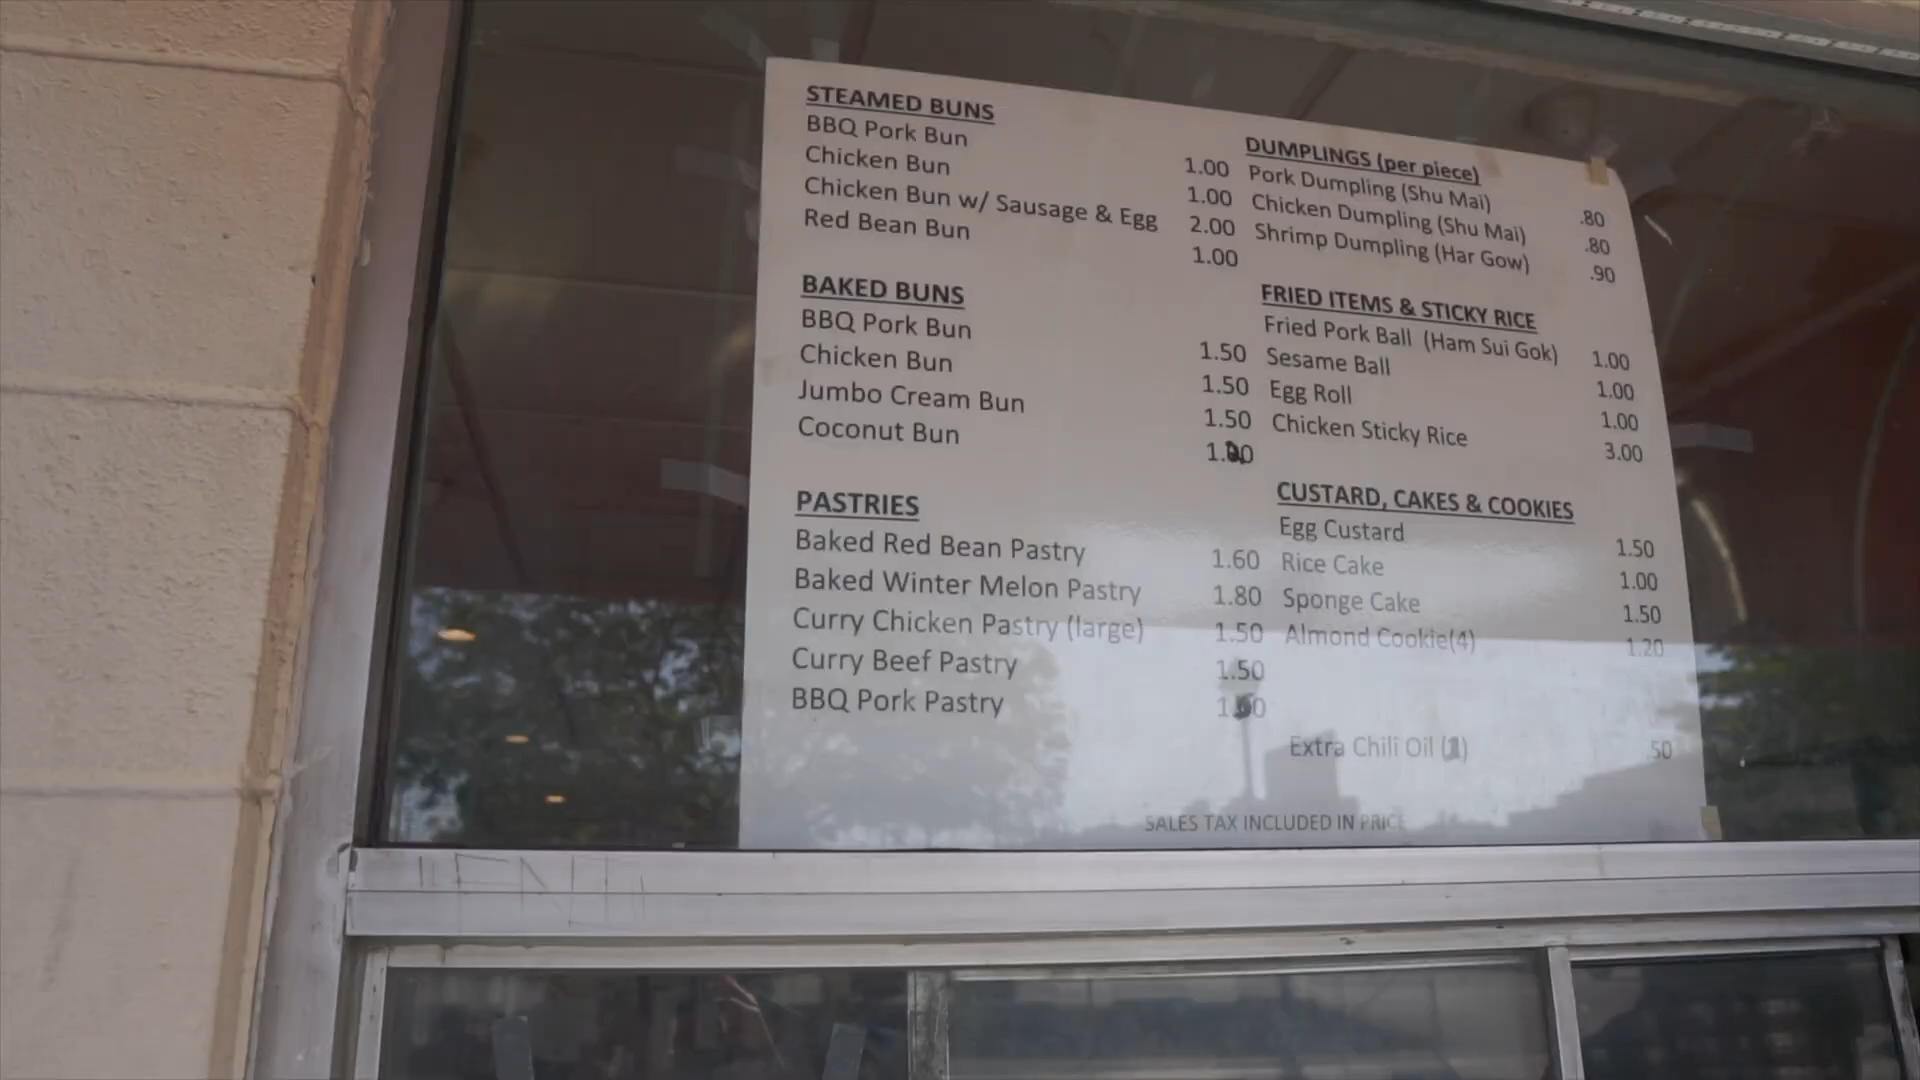 STEAMED BUNS
BBQ Pork Bun 1.00
Chicken Bun 1.00
Chicken Bun w/ Sausage & Egg 2.00
Red Bean Bun 1.00
BAKED BUNS
BBQ Pork Bun 1.50
Chicken Bun 1.50
Jumbo Cream Bun 1.50
Coconut Bun
PASTRIES
Baked Red Bean Pastry 1.60
Baked Winter Melon Pastry 1.80
Curry Chicken Pastry (large) 1.50
Curry Beef Pastry 1.50
BBQ Pork Pastry
DUMPLINGS (per piece)
Pork Dumpling (Shu Mai) .80
Chicken Dumpling (Shu Mai) .80
Shrimp Dumpling (Har Gow) .90
FRIED ITEMS & STICKY RICE
Fried Pork Ball (Ham Sui Gok) 1.00
Sesame Ball 1.00
Egg Roll 1.00
Chicken Sticky Rice 3.00
CUSTARD, CAKES & COOKIES
Egg Custard 1.50
Rice Cake 1.00
Sponge Cake 1.50
Almond Cookie(4) 1.20
Extra Chili Oil (1) .50
SALES TAX INCLUDED IN PRICE